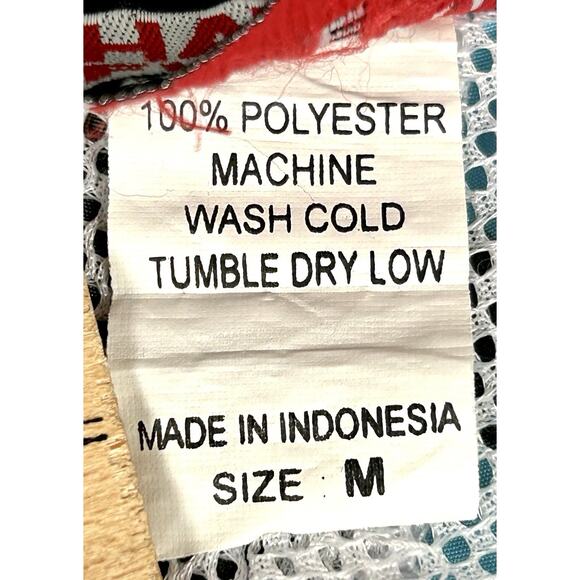 100% POLYESTER
MACHINE
WASH COLD
TUMBLE DRY LOW
MADE IN INDONESIA
SIZE : M